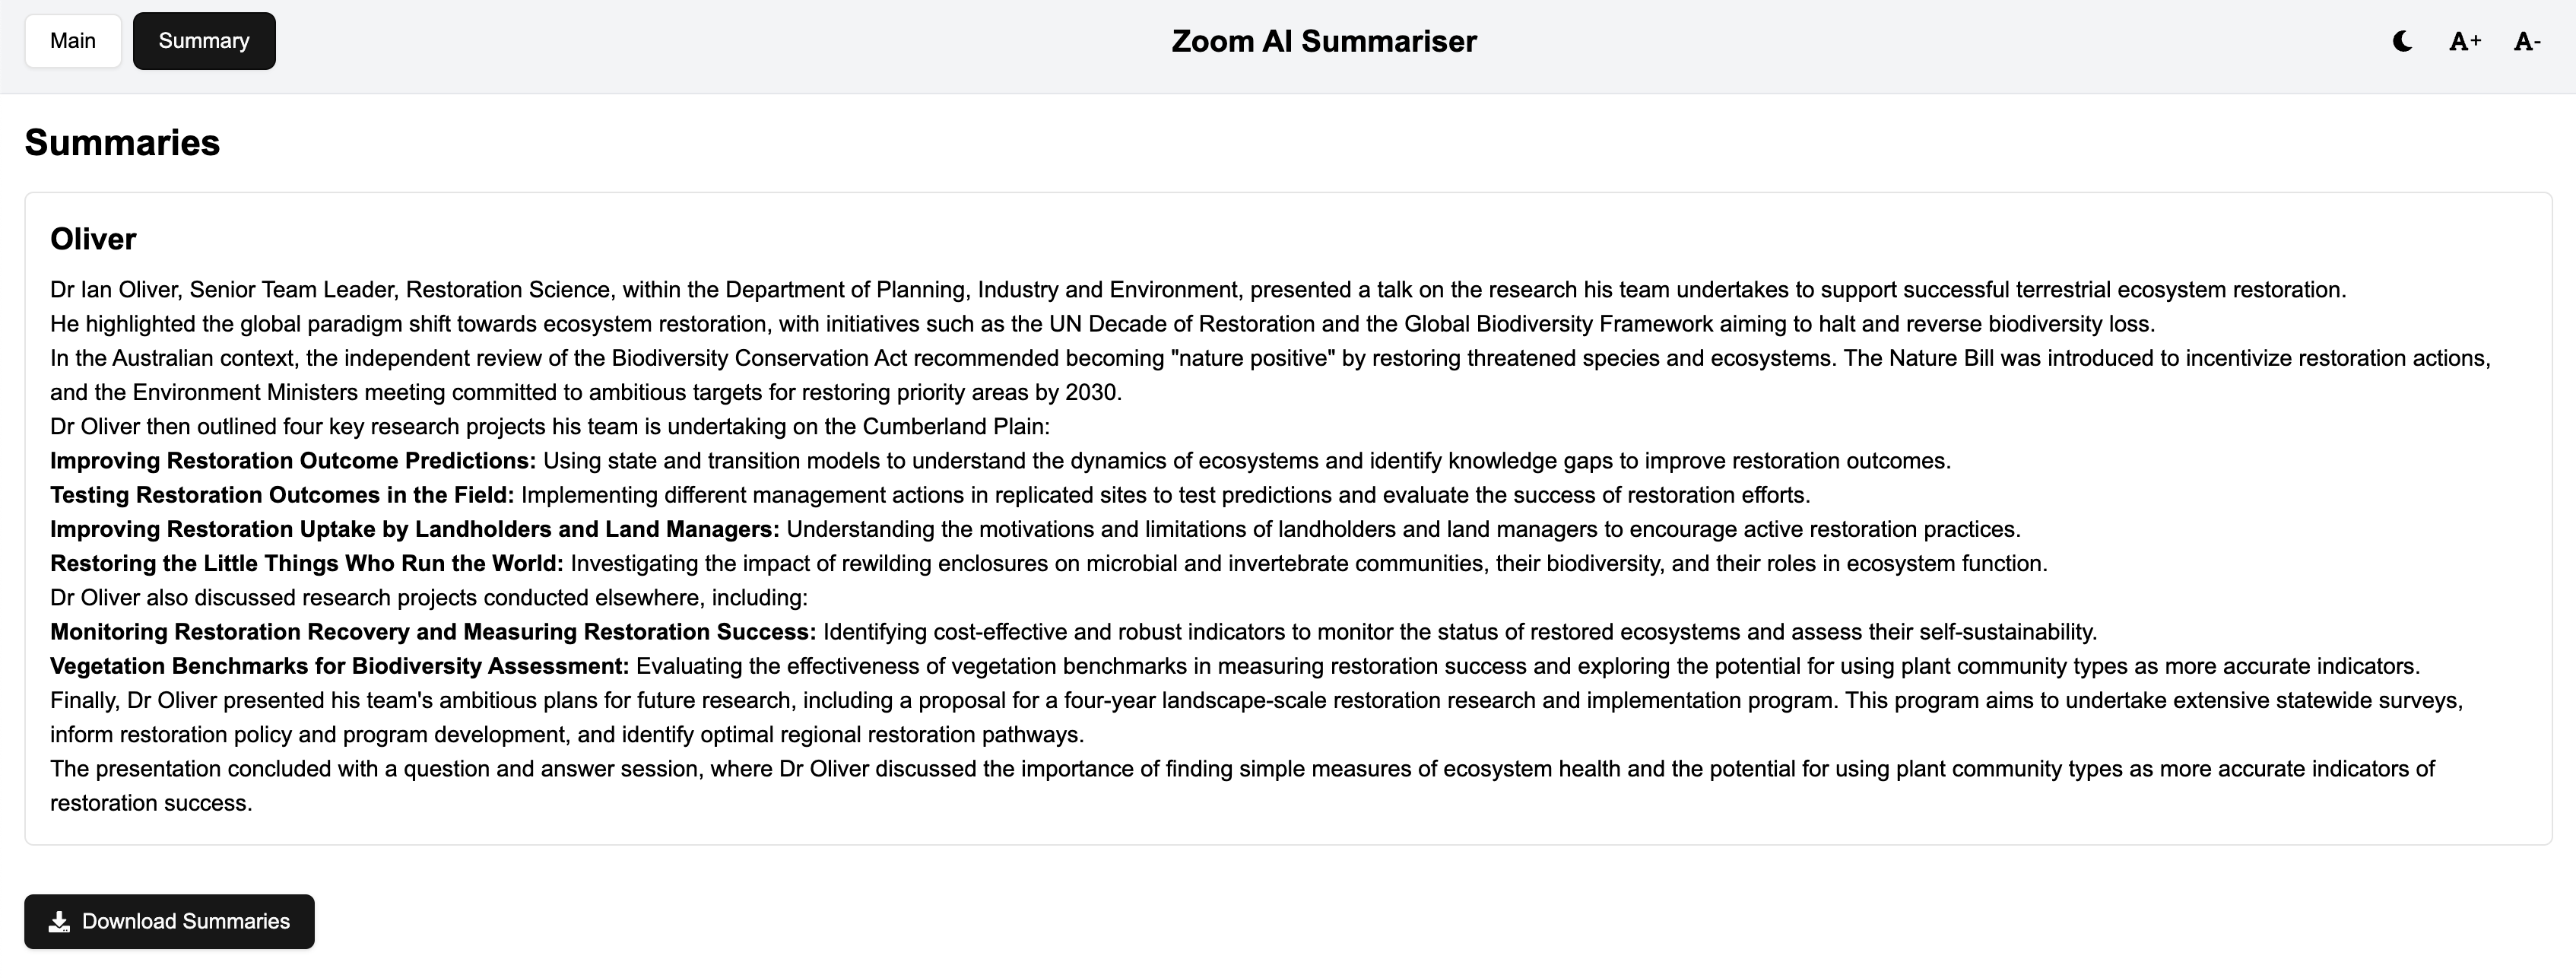 Main
Summary
Zoom AI Summariser
A+
A-
Summaries
Oliver
Dr Ian Oliver, Senior Team Leader, Restoration Science, within the Department of Planning, Industry and Environment, presented a talk on the research his team undertakes to support successful terrestrial ecosystem restoration.
He highlighted the global paradigm shift towards ecosystem restoration, with initiatives such as the UN Decade of Restoration and the Global Biodiversity Framework aiming to halt and reverse biodiversity loss.
In the Australian context, the independent review of the Biodiversity Conservation Act recommended becoming "nature positive" by restoring threatened species and ecosystems. The Nature Bill was introduced to incentivize restoration actions,
and the Environment Ministers meeting committed to ambitious targets for restoring priority areas by 2030.
Dr Oliver then outlined four key research projects his team is undertaking on the Cumberland Plain:
Improving Restoration Outcome Predictions: Using state and transition models to understand the dynamics of ecosystems and identify knowledge gaps to improve restoration outcomes.
Testing Restoration Outcomes in the Field: Implementing different management actions in replicated sites to test predictions and evaluate the success of restoration efforts.
Improving Restoration Uptake by Landholders and Land Managers: Understanding the motivations and limitations of landholders and land managers to encourage active restoration practices.
Restoring the Little Things Who Run the World: Investigating the impact of rewilding enclosures on microbial and invertebrate communities, their biodiversity, and their roles in ecosystem function.
Dr Oliver also discussed research projects conducted elsewhere, including:
Monitoring Restoration Recovery and Measuring Restoration Success: Identifying cost-effective and robust indicators to monitor the status of restored ecosystems and assess their self-sustainability.
Vegetation Benchmarks for Biodiversity Assessment: Evaluating the effectiveness of vegetation benchmarks in measuring restoration success and exploring the potential for using plant community types as more accurate indicators.
Finally, Dr Oliver presented his team's ambitious plans for future research, including a proposal for a four-year landscape-scale restoration research and implementation program. This program aims to undertake extensive statewide surveys,
inform restoration policy and program development, and identify optimal regional restoration pathways.
The presentation concluded with a question and answer session, where Dr Oliver discussed the importance of finding simple measures of ecosystem health and the potential for using plant community types as more accurate indicators of
restoration success.
Download Summaries